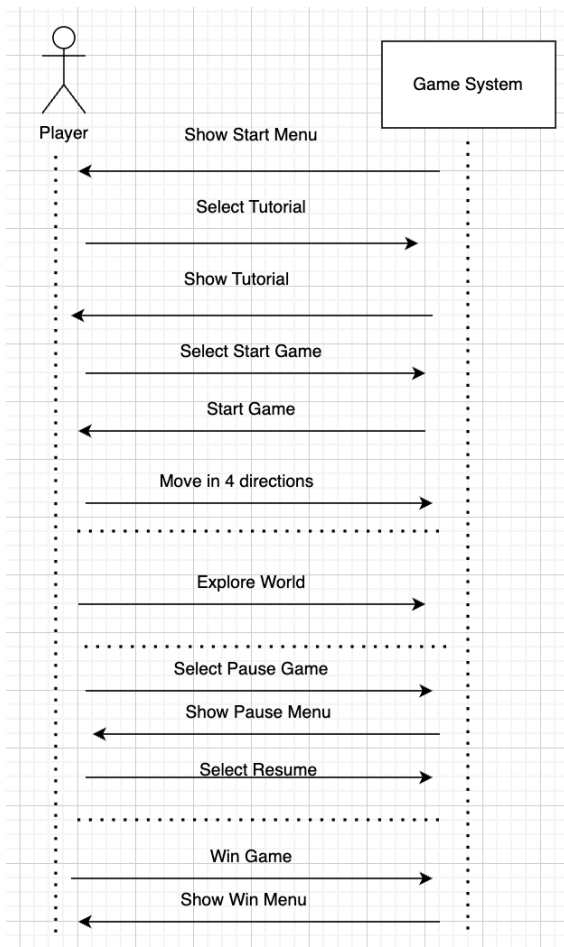 Player
Game System
Show Start Menu
Select Tutorial
Show Tutorial
Select Start Game
Start Game
Move in 4 directions
Explore World
Select Pause Game
Show Pause Menu
Select Resume
Win Game
Show Win Menu